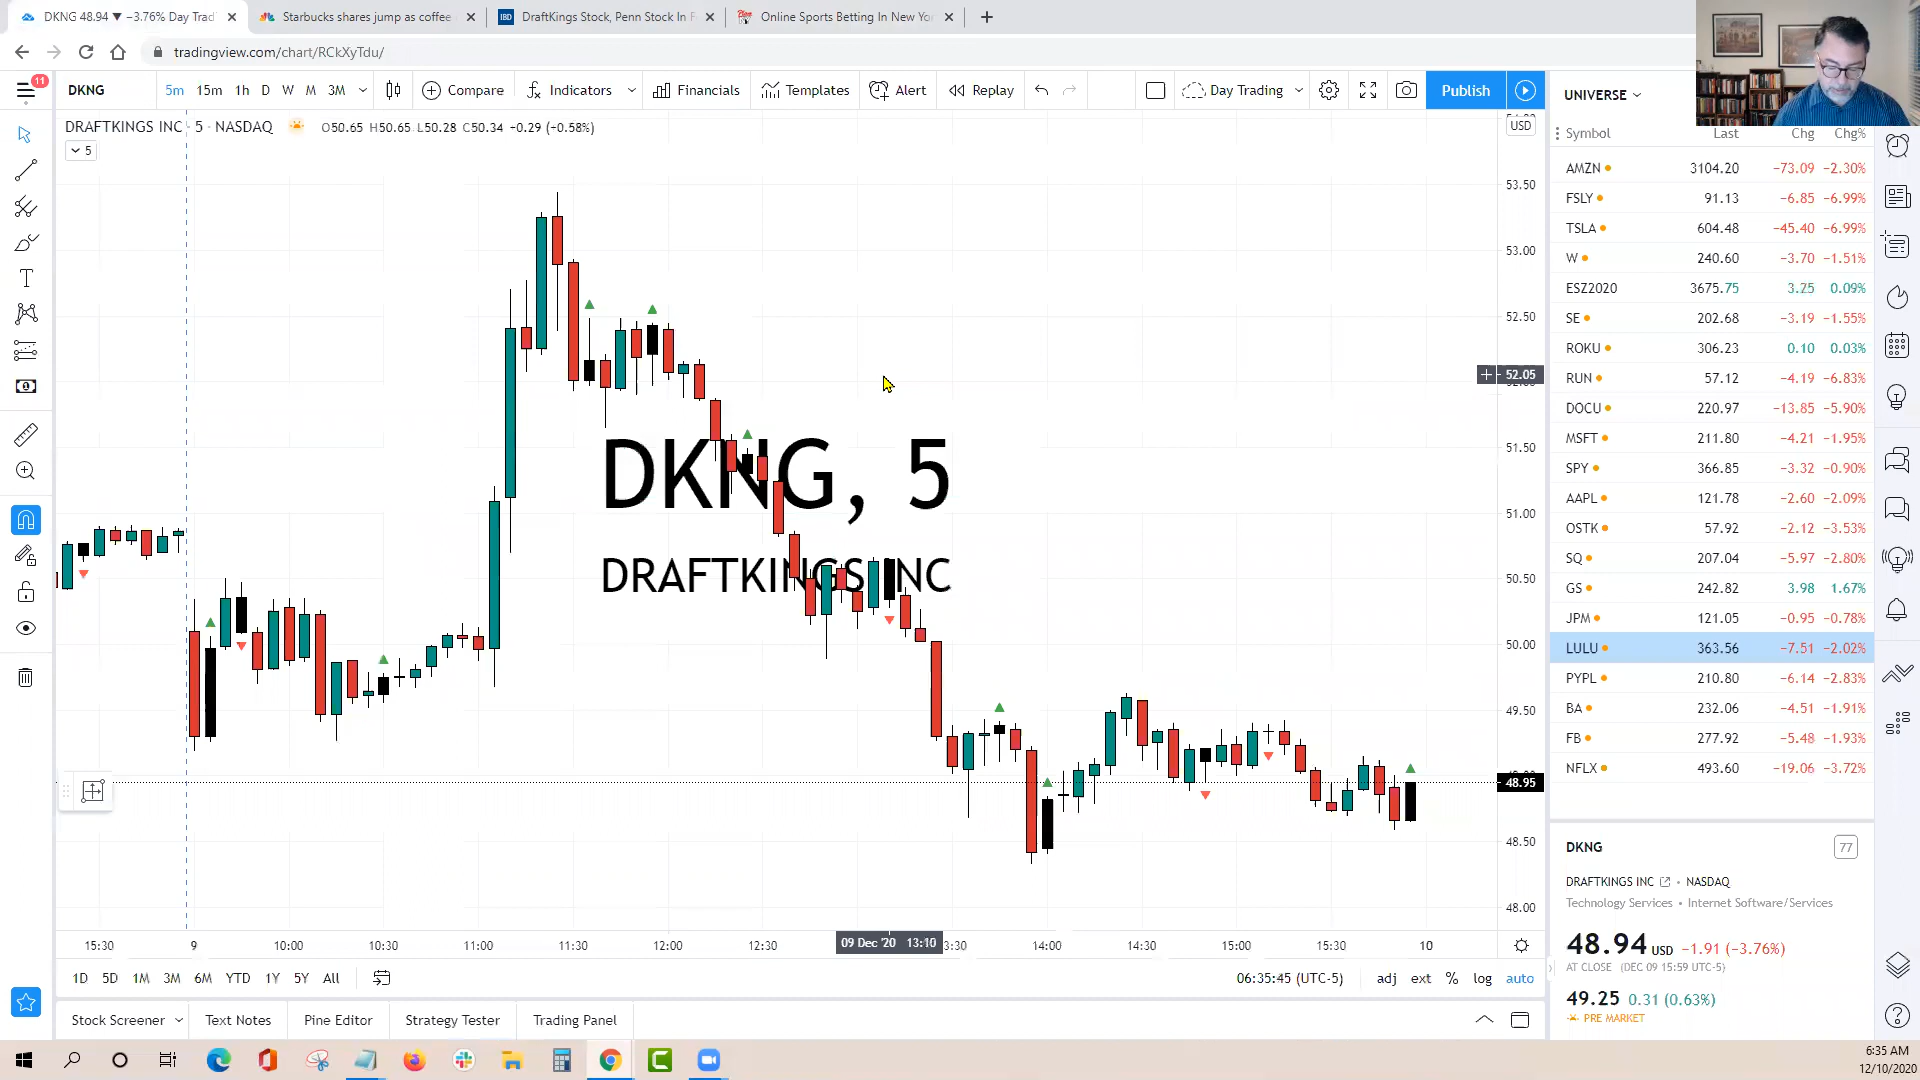 DKNG 48.94 ▼ −3.76% Day Trad
Starbucks shares jump as coffee
IBD
DraftKings Stock, Penn Stock In F
Online Sports Betting In New Yor
tradingview.com/chart/RCkXyTdu/
11
DKNG 5m 15m 1h D W M 3M Compare Indicators Financials Templates Alert Replay Day Trading Publish
DRAFTKINGS INC · 5 · NASDAQ O50.65 H50.65 L50.28 C50.34 −0.29 (−0.58%)
5
USD
53.50
53.00
52.50
52.05
51.50
51.00
50.50
50.00
49.50
48.95
48.50
48.00
DKNG, 5
DRAFTKINGS INC
15:30 9 10:00 10:30 11:00 11:30 12:00 12:30 09 Dec '20 13:10 3:30 14:00 14:30 15:00 15:30 10
1D 5D 1M 3M 6M YTD 1Y 5Y All 06:35:45 (UTC-5) adj ext % log auto
Stock Screener Text Notes Pine Editor Strategy Tester Trading Panel
UNIVERSE
Symbol Last Chg Chg%
AMZN 3104.20 −73.09 −2.30%
FSLY 91.13 −6.85 −6.99%
TSLA 604.48 −45.40 −6.99%
W 240.60 −3.70 −1.51%
ESZ2020 3675.75 3.25 0.09%
SE 202.68 −3.19 −1.55%
ROKU 306.23 0.10 0.03%
RUN 57.12 −4.19 −6.83%
DOCU 220.97 −13.85 −5.90%
MSFT 211.80 −4.21 −1.95%
SPY 366.85 −3.32 −0.90%
AAPL 121.78 −2.60 −2.09%
OSTK 57.92 −2.12 −3.53%
SQ 207.04 −5.97 −2.80%
GS 242.82 3.98 1.67%
JPM 121.05 −0.95 −0.78%
LULU 363.56 −7.51 −2.02%
PYPL 210.80 −6.14 −2.83%
BA 232.06 −4.51 −1.91%
FB 277.92 −5.48 −1.93%
NFLX 493.60 −19.06 −3.72%
DKNG 77
DRAFTKINGS INC • NASDAQ
Technology Services • Internet Software/Services
48.94 USD −1.91 (−3.76%)
AT CLOSE (DEC 09 15:59 UTC-5)
49.25 0.31 (0.63%)
PRE MARKET
6:35 AM
12/10/2020